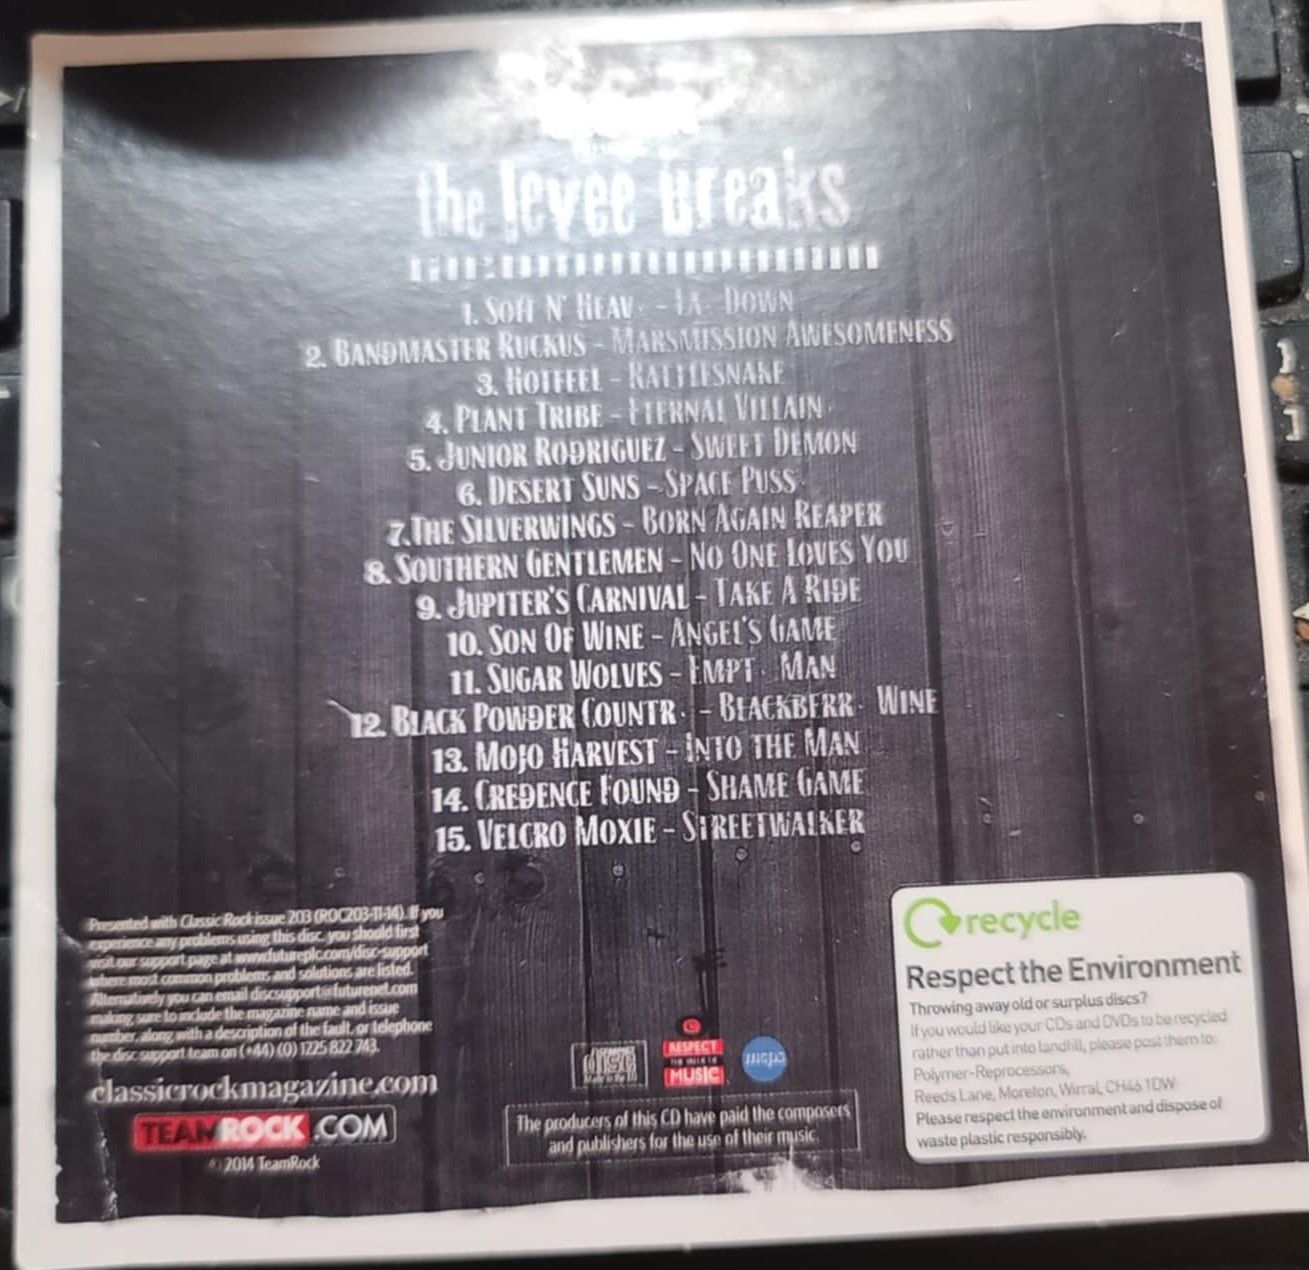 the levee breaks
1. Soft N' Heav· - La· Down
2. Bandmaster Ruckus - Marsmission Awesomeness
3. Hotfeel - Rattlesnake
4. Plant Tribe - Eternal Villain
5. Junior Rodriguez - Sweet Demon
6. Desert Suns - Space Puss·
7. The Silverwings - Born Again Reaper
8. Southern Gentlemen - No One Loves You
9. Jupiter's Carnival - Take A Ride
10. Son Of Wine - Angel's Game
11. Sugar Wolves - Empt· Man
12. Black Powder Countr· - Blackberr· Wine
13. Mojo Harvest - Into the Man
14. Credence Found - Shame Game
15. Velcro Moxie - Streetwalker
Presented with Classic Rock issue 203 (ROC203-11-14). If you
experience any problems using this disc, you should first
visit our support page at www.futureplc.com/disc-support
where most common problems and solutions are listed.
Alternatively you can email discsupport@futurenet.com
making sure to include the magazine name and issue
number, along with a description of the fault, or telephone
the disc support team on (+44) (0) 1225 822 743.
classicrockmagazine.com
TEAMROCK.COM
© 2014 TeamRock
disc
RESPECT
MUSIC
mcps
The producers of this CD have paid the composers
and publishers for the use of their music.
recycle
Respect the Environment
Throwing away old or surplus discs?
If you would like your CDs and DVDs to be recycled
rather than put into landfill, please post them to:
Polymer-Reprocessors,
Reeds Lane, Moreton, Wirral, CH46 1DW
Please respect the environment and dispose of
waste plastic responsibly.